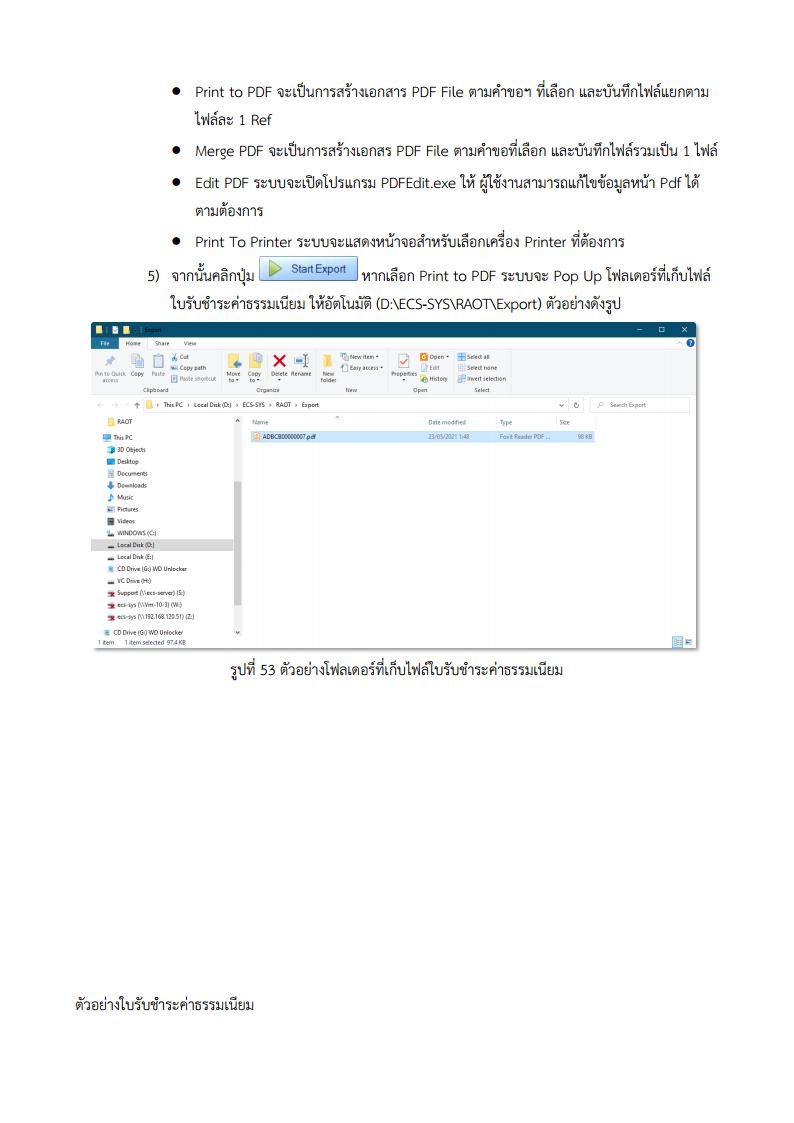 ● Print to PDF จะเป็นการสร้างเอกสาร PDF File ตามคำขอฯ ที่เลือก และบันทึกไฟล์แยกตาม
ไฟล์ละ 1 Ref
● Merge PDF จะเป็นการสร้างเอกสร PDF File ตามคำขอที่เลือก และบันทึกไฟล์รวมเป็น 1 ไฟล์
● Edit PDF ระบบจะเปิดโปรแกรม PDFEdit.exe ให้ ผู้ใช้งานสามารถแก้ไขข้อมูลหน้า Pdf ได้
ตามต้องการ
● Print To Printer ระบบจะแสดงหน้าจอสำหรับเลือกเครื่อง Printer ที่ต้องการ
5) จากนั้นคลิกปุ่ม Start Export หากเลือก Print to PDF ระบบจะ Pop Up โฟลเดอร์ที่เก็บไฟล์
ใบรับชำระค่าธรรมเนียม ให้อัตโนมัติ (D:\ECS-SYS\RAOT\Export) ตัวอย่างดังรูป
Export
File Home Share View
Pin to Quick access Copy Paste Cut Copy path Paste shortcut
Move to Copy to Delete Rename New folder New item Easy access
Properties Open Edit History Select all Select none Invert selection
Clipboard Organize New Open Select
This PC › Local Disk (D:) › ECS-SYS › RAOT › Export Search Export
Name Date modified Type Size
ADBCB00000007.pdf 23/05/2021 1:48 Foxit Reader PDF ... 98 KB
RAOT
This PC
3D Objects
Desktop
Documents
Downloads
Music
Pictures
Videos
WINDOWS (C:)
Local Disk (D:)
Local Disk (E:)
CD Drive (G:) WD Unlocker
VC Drive (H:)
Support (\\ecs-server) (S:)
ecs-sys (\\Vm-10-3) (W:)
ecs-sys (\\192.168.120.51) (Z:)
CD Drive (G:) WD Unlocker
1 item 1 item selected 97.4 KB
รูปที่ 53 ตัวอย่างโฟลเดอร์ที่เก็บไฟล์ใบรับชำระค่าธรรมเนียม
ตัวอย่างใบรับชำระค่าธรรมเนียม